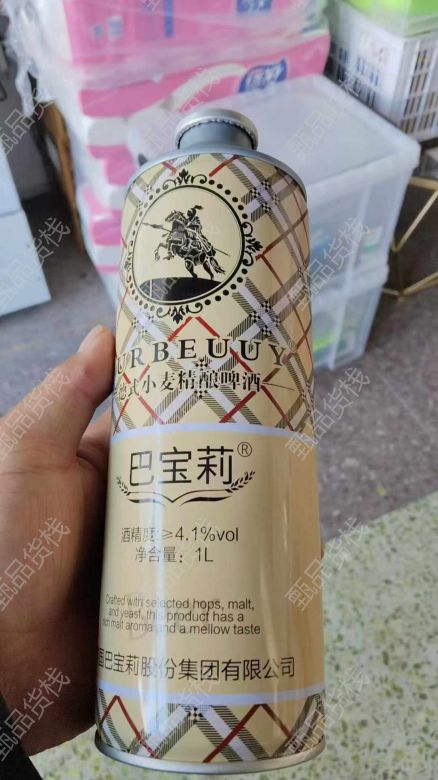 URBEUUY®
德式小麦精酿啤酒
巴宝莉®
酒精度:≥4.1%vol
净含量: 1L
Crafted with selected hops, malt,
and yeast, this product has a
rich malt aroma and a mellow taste
巴宝莉股份集团有限公司
甄品货栈